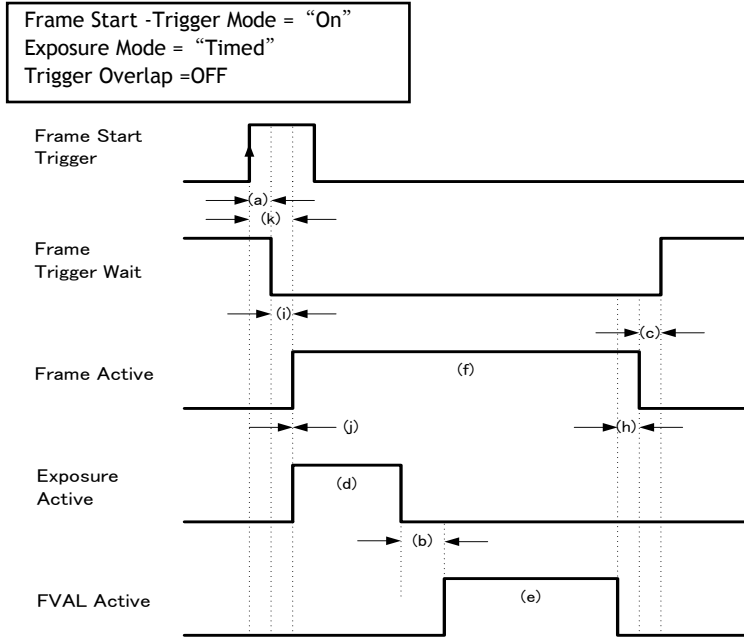 Frame Start -Trigger Mode = “On”
Exposure Mode = “Timed”
Trigger Overlap =OFF
Frame Start
Trigger
(a)
(k)
Frame
Trigger Wait
(i)
(c)
Frame Active
(f)
(j)
(h)
Exposure
Active
(d)
(b)
FVAL Active
(e)